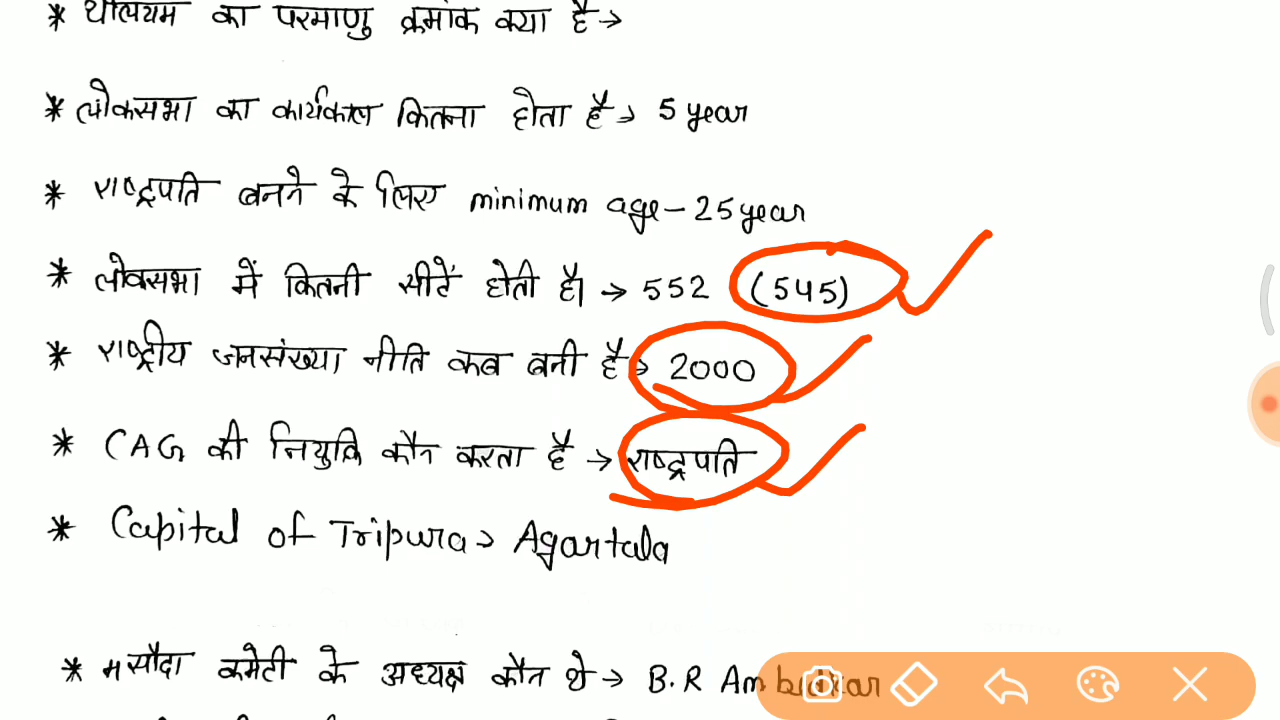 * थेलियम का परमाणु क्रमांक क्या है →
* लोकसभा का कार्यकाल कितना होता है → 5 year
* राष्ट्रपति बनने के लिए minimum age - 25 year
* लोकसभा में कितनी सीटें होती है। → 552 (545)
* राष्ट्रीय जनसंख्या नीति कब बनी है → 2000
* CAG की नियुक्ति कौन करता है → राष्ट्रपति
* Capital of Tripura → Agartala
* मसौदा कमेटी के अध्यक्ष कौन थे → B.R Ambedkar